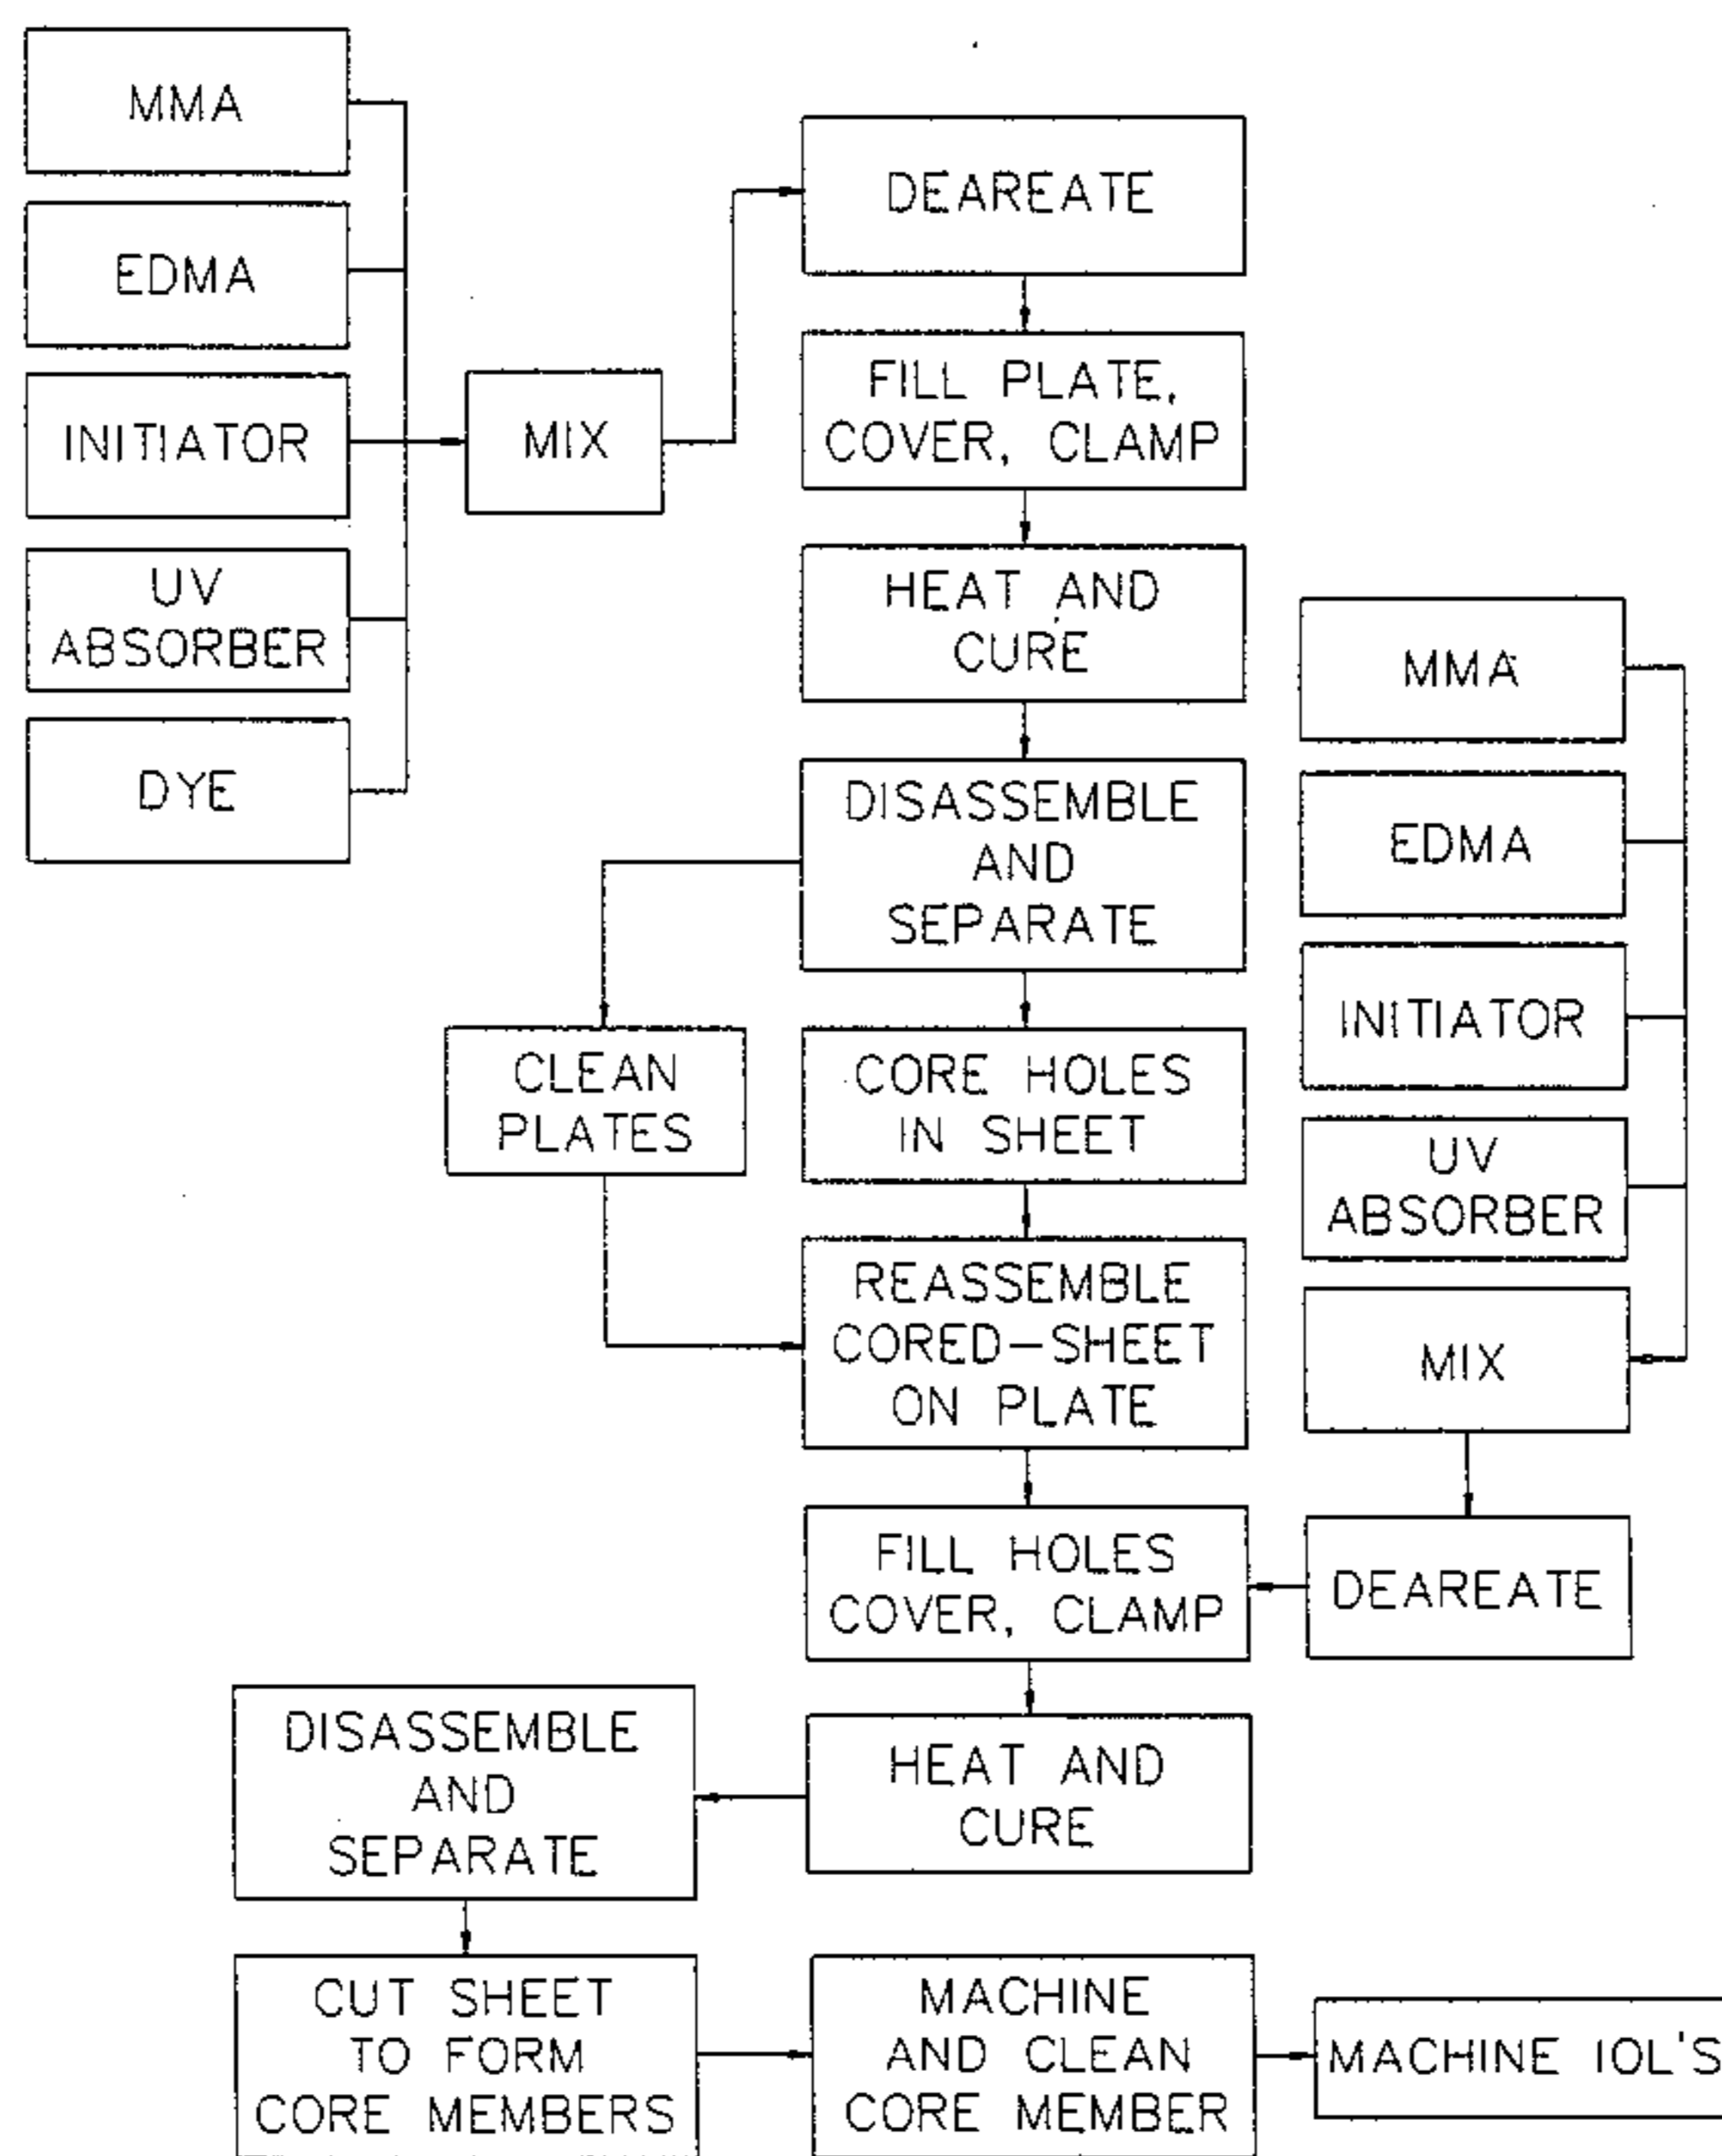 MMA
EDMA
INITIATOR
UV
ABSORBER
DYE
MIX
DEAREATE
FILL PLATE,
COVER, CLAMP
HEAT AND
CURE
DISASSEMBLE
AND
SEPARATE
CLEAN
PLATES
CORE HOLES
IN SHEET
REASSEMBLE
CORED-SHEET
ON PLATE
MMA
EDMA
INITIATOR
UV
ABSORBER
MIX
DEAREATE
FILL HOLES
COVER, CLAMP
HEAT AND
CURE
DISASSEMBLE
AND
SEPARATE
CUT SHEET
TO FORM
CORE MEMBERS
MACHINE
AND CLEAN
CORE MEMBER
MACHINE IOL'S